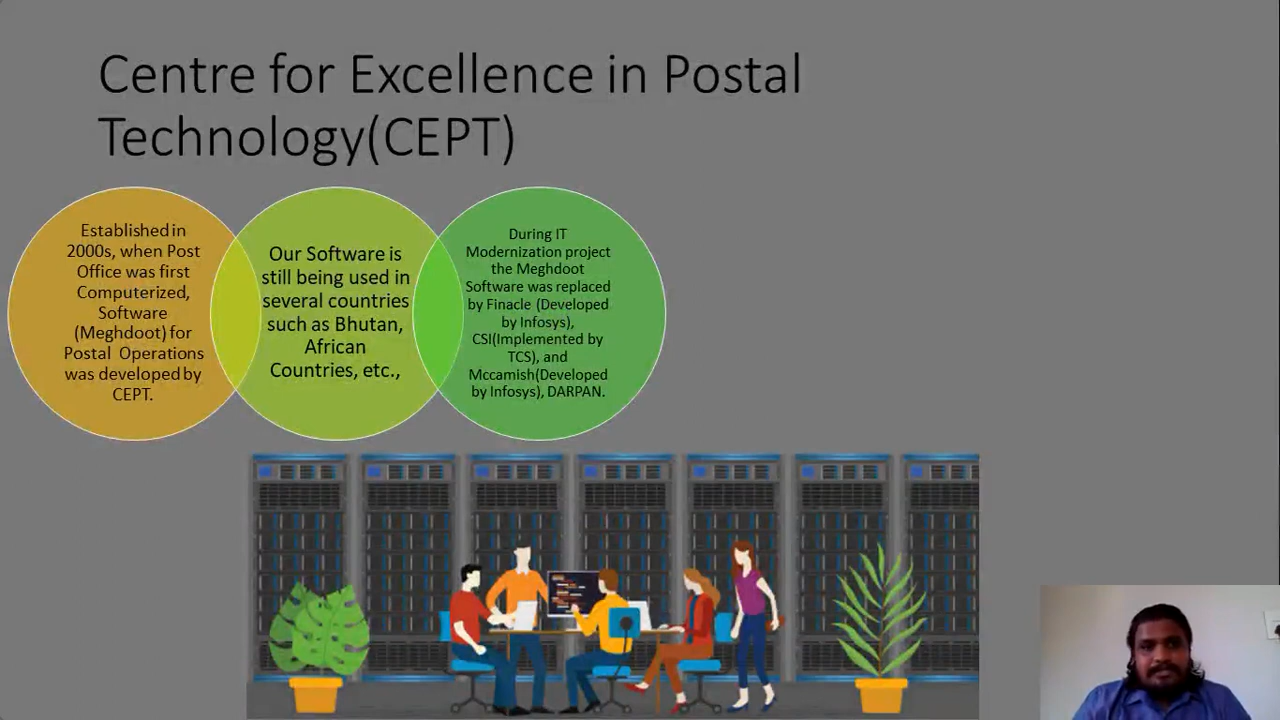 Centre for Excellence in Postal
Technology(CEPT)
Established in
2000s, when Post
Office was first
Computerized,
Software
(Meghdoot) for
Postal Operations
was developed by
CEPT.
Our Software is
still being used in
several countries
such as Bhutan,
African
Countries, etc.,
During IT
Modernization project
the Meghdoot
Software was replaced
by Finacle (Developed
by Infosys),
CSI(Implemented by
TCS), and
Mccamish(Developed
by Infosys), DARPAN.